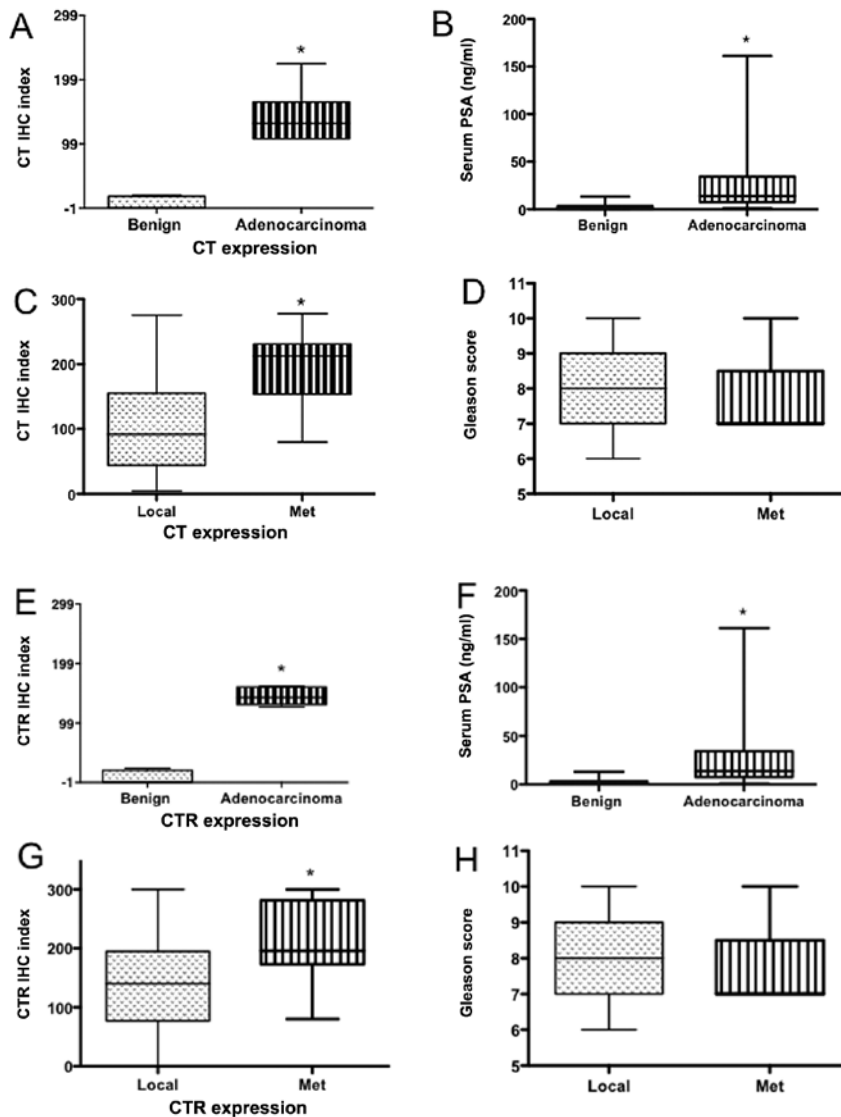 A
CT IHC index
299
199
99
-1
*
Benign
Adenocarcinoma
CT expression
B
Serum PSA (ng/ml)
200
150
100
50
0
*
Benign
Adenocarcinoma
C
CT IHC index
300
200
100
0
*
Local
Met
CT expression
D
Gleason score
11
10
9
8
7
6
5
Local
Met
E
CTR IHC index
299
199
99
-1
*
Benign
Adenocarcinoma
CTR expression
F
Serum PSA (ng/ml)
200
150
100
50
0
*
Benign
Adenocarcinoma
G
CTR IHC index
300
200
100
0
*
Local
Met
CTR expression
H
Gleason score
11
10
9
8
7
6
5
Local
Met